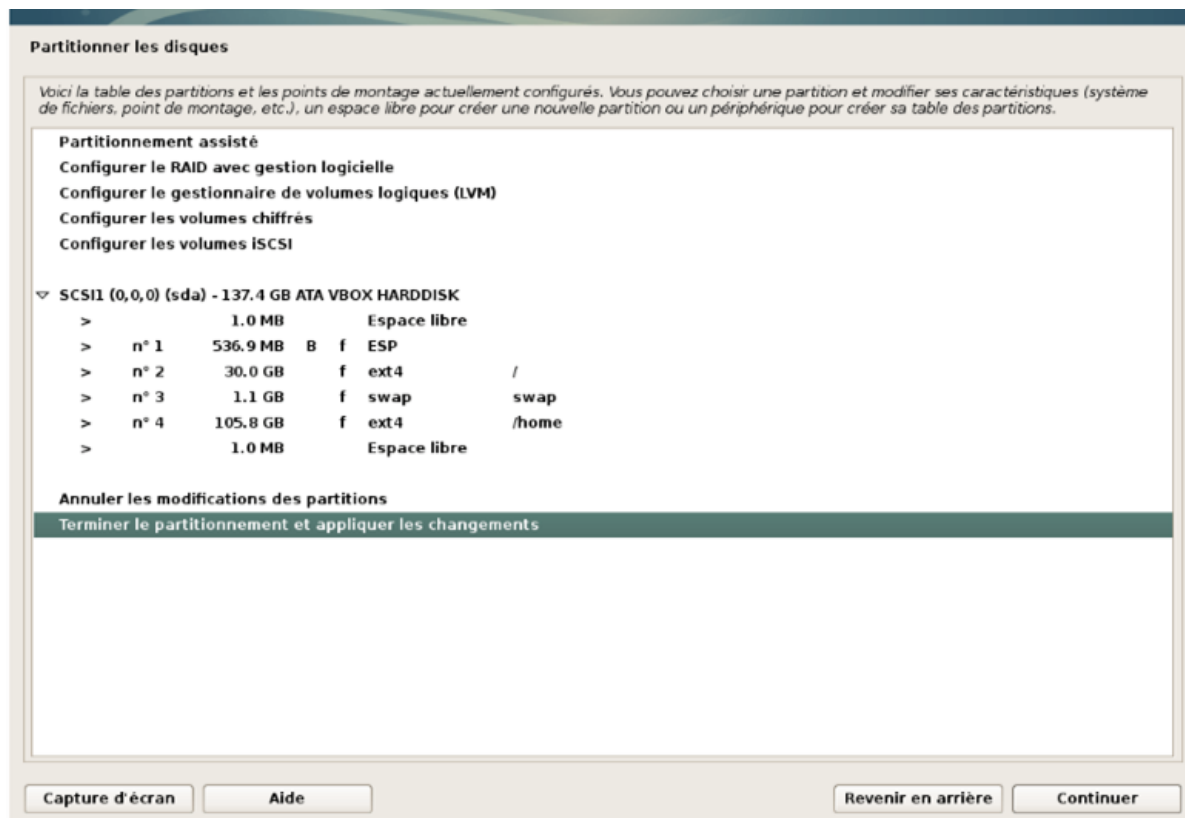 Partitionner les disques
Voici la table des partitions et les points de montage actuellement configurés. Vous pouvez choisir une partition et modifier ses caractéristiques (système
de fichiers, point de montage, etc.), un espace libre pour créer une nouvelle partition ou un périphérique pour créer sa table des partitions.
Partitionnement assisté
Configurer le RAID avec gestion logicielle
Configurer le gestionnaire de volumes logiques (LVM)
Configurer les volumes chiffrés
Configurer les volumes iSCSI
SCSI1 (0,0,0) (sda) - 137.4 GB ATA VBOX HARDDISK
> 1.0 MB Espace libre
> n° 1 536.9 MB B f ESP
> n° 2 30.0 GB f ext4 /
> n° 3 1.1 GB f swap swap
> n° 4 105.8 GB f ext4 /home
> 1.0 MB Espace libre
Annuler les modifications des partitions
Terminer le partitionnement et appliquer les changements
Capture d'écran Aide Revenir en arrière Continuer